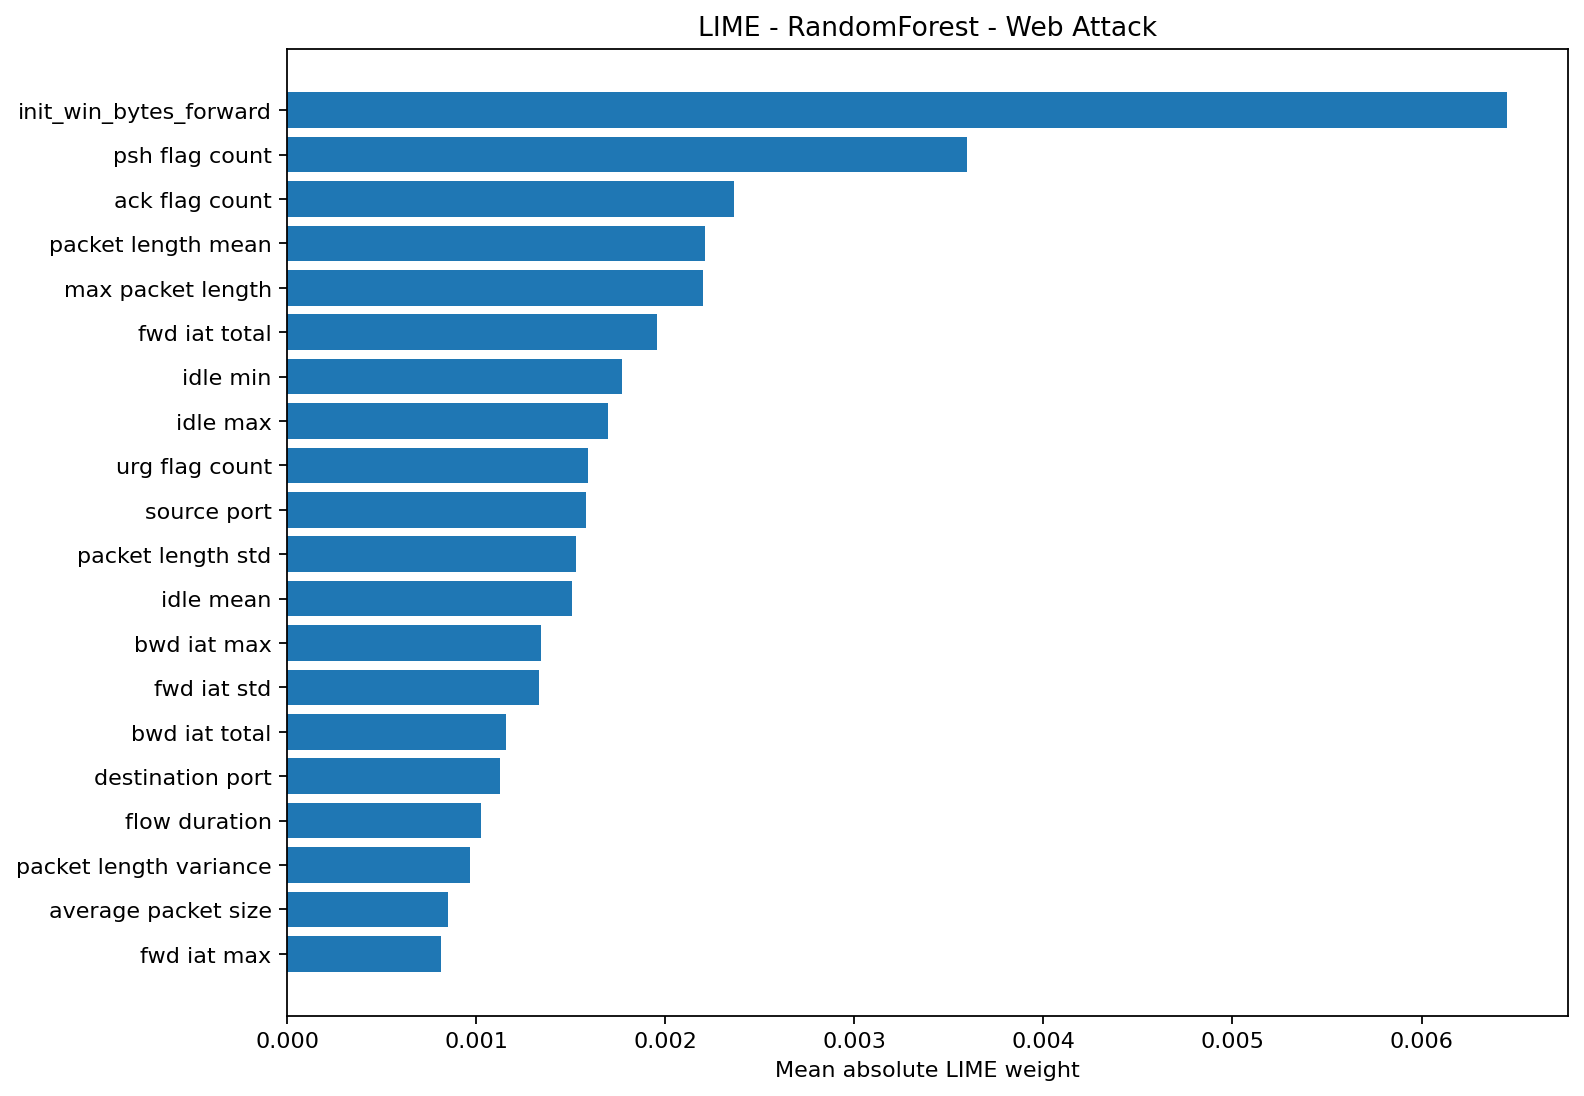 LIME - RandomForest - Web Attack
init_win_bytes_forward
psh flag count
ack flag count
packet length mean
max packet length
fwd iat total
idle min
idle max
urg flag count
source port
packet length std
idle mean
bwd iat max
fwd iat std
bwd iat total
destination port
flow duration
packet length variance
average packet size
fwd iat max
0.000 0.001 0.002 0.003 0.004 0.005 0.006
Mean absolute LIME weight